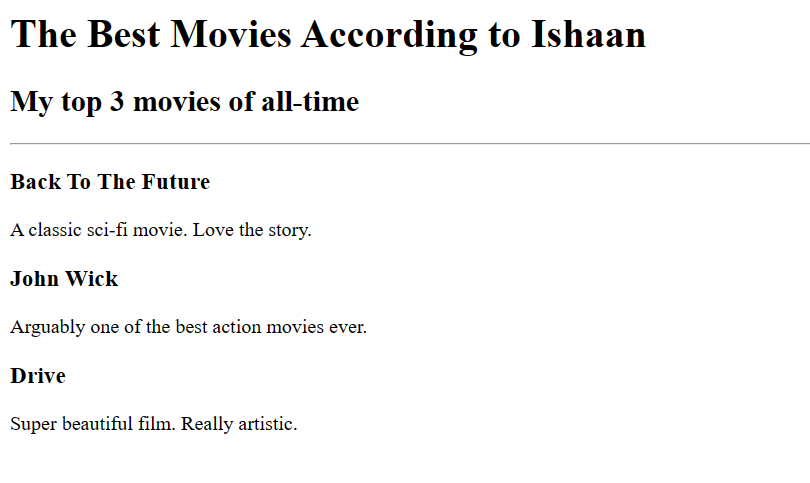 The Best Movies According to Ishaan
My top 3 movies of all-time
Back To The Future
A classic sci-fi movie. Love the story.
John Wick
Arguably one of the best action movies ever.
Drive
Super beautiful film. Really artistic.